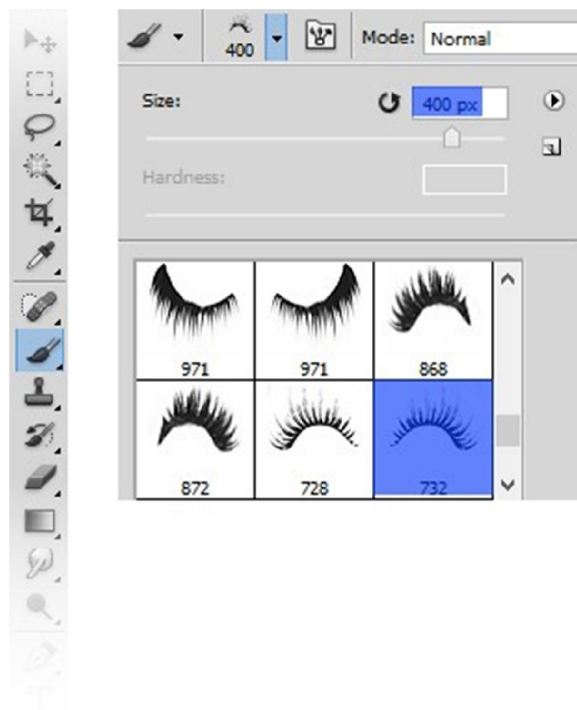 400
Mode: Normal
Size: 400 px
Hardness:
971 971 868
872 728 732